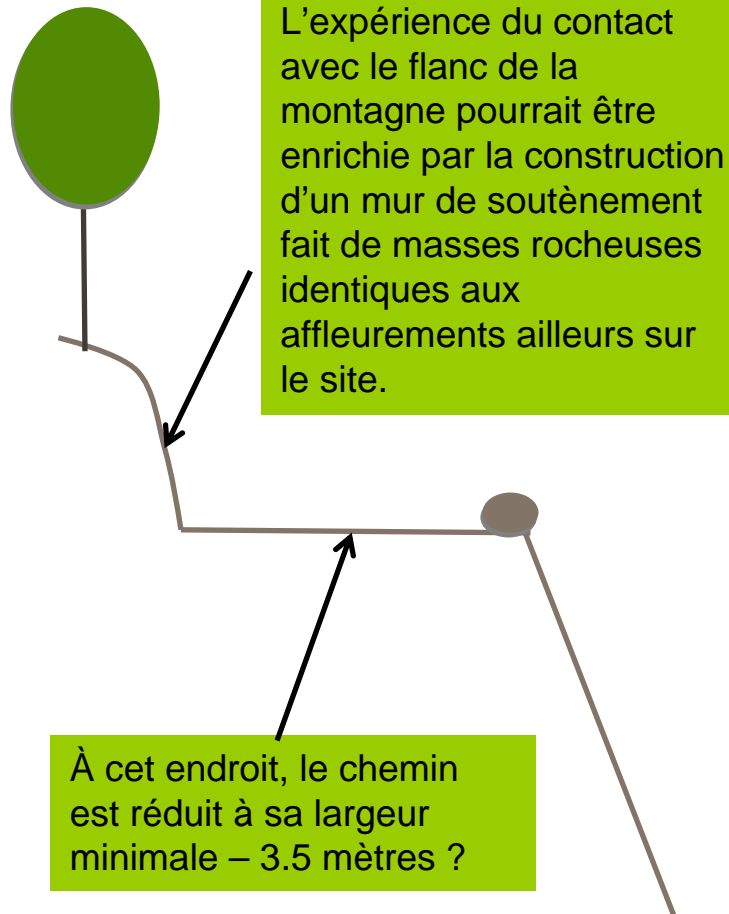 L’expérience du contact
avec le flanc de la
montagne pourrait être
enrichie par la construction
d’un mur de soutènement
fait de masses rocheuses
identiques aux
affleurements ailleurs sur
le site.
À cet endroit, le chemin
est réduit à sa largeur
minimale – 3.5 mètres ?